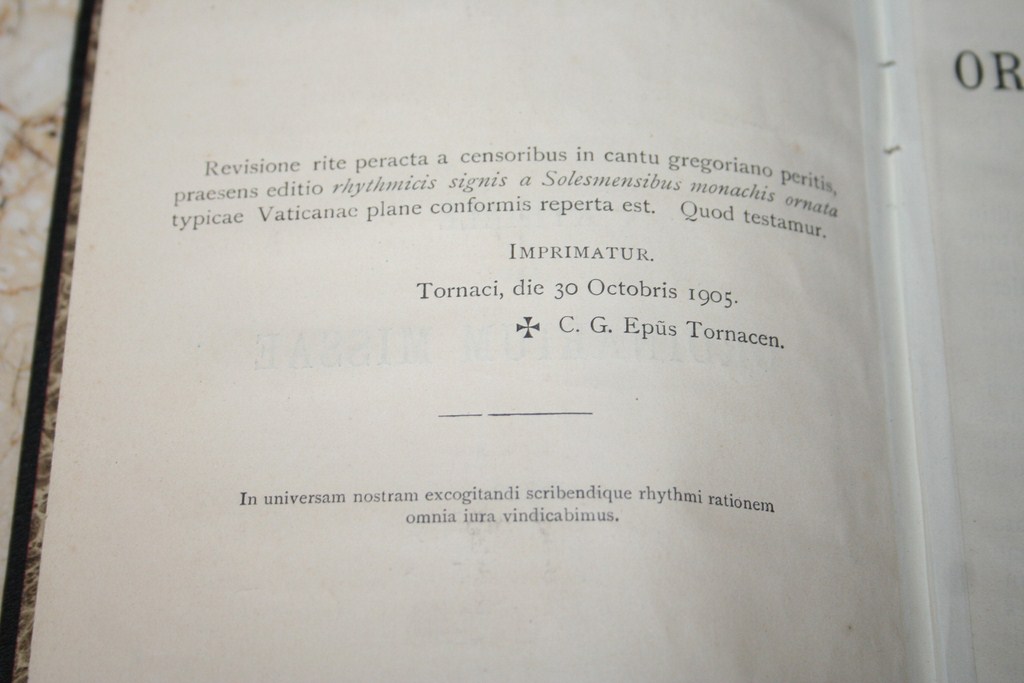 Revisione rite peracta a censoribus in cantu gregoriano peritis,
praesens editio rhythmicis signis a Solesmensibus monachis ornata
typicae Vaticanae plane conformis reperta est. Quod testamur.
IMPRIMATUR.
Tornaci, die 30 Octobris 1905.
✠ C. G. Epūs Tornacen.
In universam nostram excogitandi scribendique rhythmi rationem
omnia iura vindicabimus.
OR